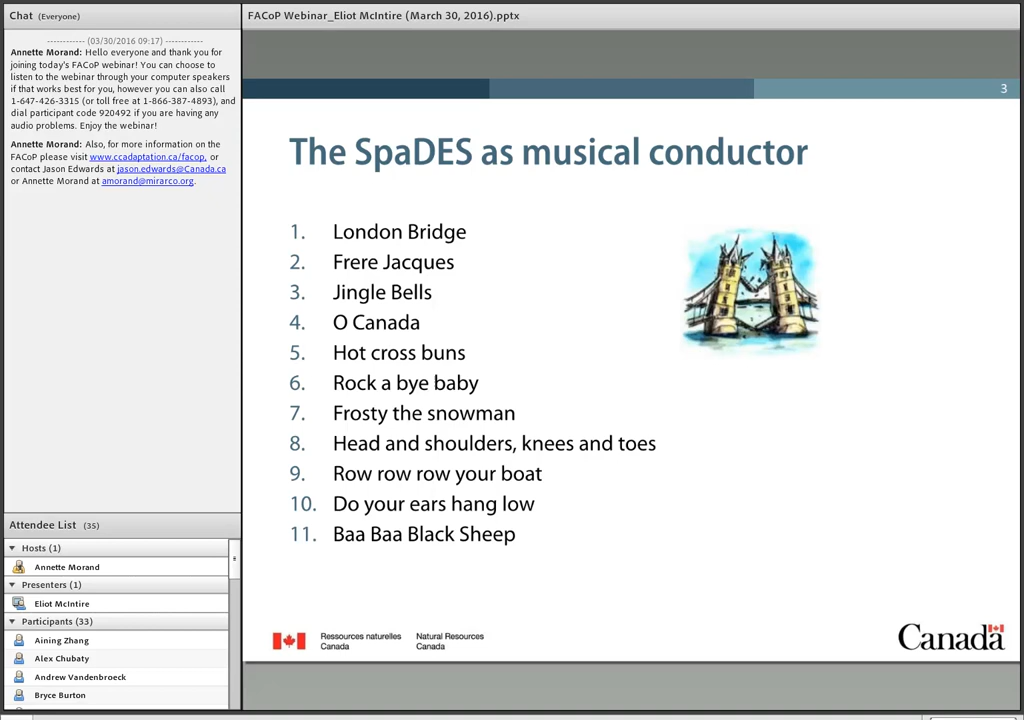 Chat (Everyone)
------------ (03/30/2016 09:17) ------------
Annette Morand: Hello everyone and thank you for
joining today's FACoP webinar! You can choose to
listen to the webinar through your computer speakers
if that works best for you, however you can also call
1-647-426-3315 (or toll free at 1-866-387-4893), and
dial participant code 920492 if you are having any
audio problems. Enjoy the webinar!
Annette Morand: Also, for more information on the
FACoP please visit www.ccadaptation.ca/facop, or
contact Jason Edwards at jason.edwards@Canada.ca
or Annette Morand at amorand@mirarco.org.
Attendee List (35)
Hosts (1)
Annette Morand
Presenters (1)
Eliot McIntire
Participants (33)
Aining Zhang
Alex Chubaty
Andrew Vandenbroeck
Bryce Burton
FACoP Webinar_Eliot McIntire (March 30, 2016).pptx
3
The SpaDES as musical conductor
1. London Bridge
2. Frere Jacques
3. Jingle Bells
4. O Canada
5. Hot cross buns
6. Rock a bye baby
7. Frosty the snowman
8. Head and shoulders, knees and toes
9. Row row row your boat
10. Do your ears hang low
11. Baa Baa Black Sheep
Ressources naturelles
Canada
Natural Resources
Canada
Canada